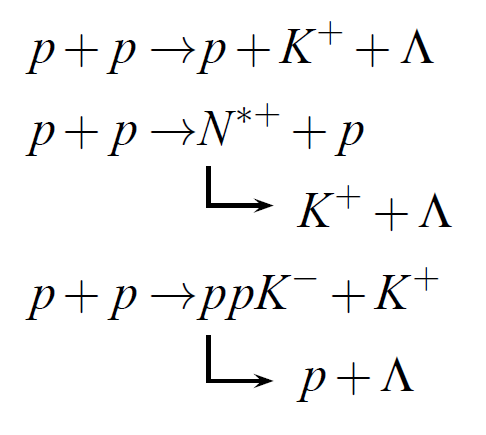 p + p → p + K⁺ + Λ
p + p → N*⁺ + p
K⁺ + Λ
p + p → ppK⁻ + K⁺
p + Λ